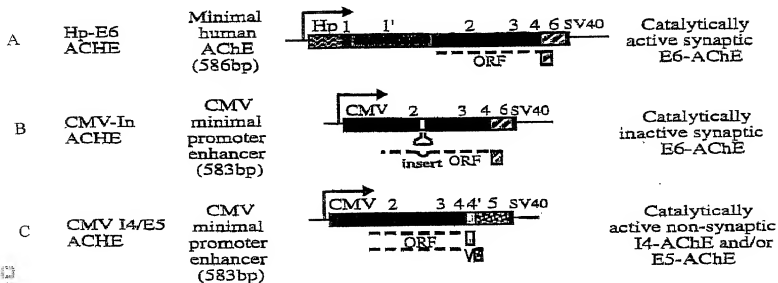 A
Hp-E6
ACHE
Minimal
human
AChE
(586bp)
Hp 1 1' 2 3 4 6 SV40
ORF
Catalytically
active synaptic
E6-AChE
B
CMV-In
ACHE
CMV
minimal
promoter
enhancer
(583bp)
CMV 2 3 4 6 SV40
insert ORF
Catalytically
inactive synaptic
E6-AChE
C
CMV I4/E5
ACHE
CMV
minimal
promoter
enhancer
(583bp)
CMV 2 3 4 4' 5 SV40
ORF
Catalytically
active non-synaptic
I4-AChE and/or
E5-AChE